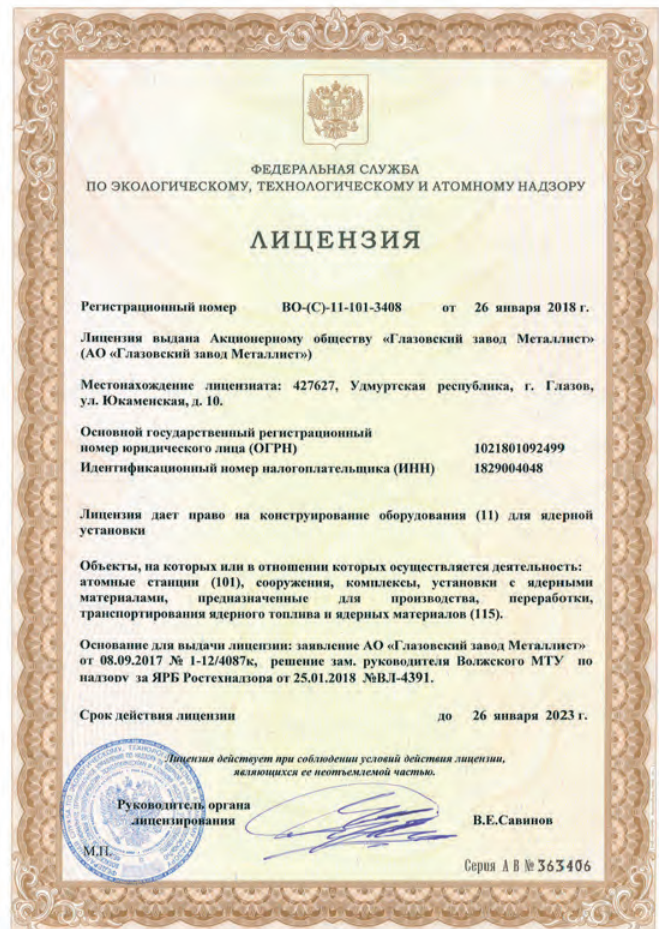 ФЕДЕРАЛЬНАЯ СЛУЖБА
ПО ЭКОЛОГИЧЕСКОМУ, ТЕХНОЛОГИЧЕСКОМУ И АТОМНОМУ НАДЗОРУ
ЛИЦЕНЗИЯ
Регистрационный номер ВО-(С)-11-101-3408 от 26 января 2018 г.
Лицензия выдана Акционерному обществу «Глазовский завод Металлист»
(АО «Глазовский завод Металлист»)
Местонахождение лицензиата: 427627, Удмуртская республика, г. Глазов,
ул. Юкаменская, д. 10.
Основной государственный регистрационный
номер юридического лица (ОГРН) 1021801092499
Идентификационный номер налогоплательщика (ИНН) 1829004048
Лицензия дает право на конструирование оборудования (11) для ядерной
установки
Объекты, на которых или в отношении которых осуществляется деятельность:
атомные станции (101), сооружения, комплексы, установки с ядерными
материалами, предназначенные для производства, переработки,
транспортирования ядерного топлива и ядерных материалов (115).
Основание для выдачи лицензии: заявление АО «Глазовский завод Металлист»
от 08.09.2017 № 1-12/4087к, решение зам. руководителя Волжского МТУ по
надзору за ЯРБ Ростехнадзора от 25.01.2018 №ВЛ-4391.
Срок действия лицензии до 26 января 2023 г.
Лицензия действует при соблюдении условий действия лицензии,
являющихся ее неотъемлемой частью.
Руководитель органа
лицензирования В.Е.Савинов
М.П.
Серия А В № 363406